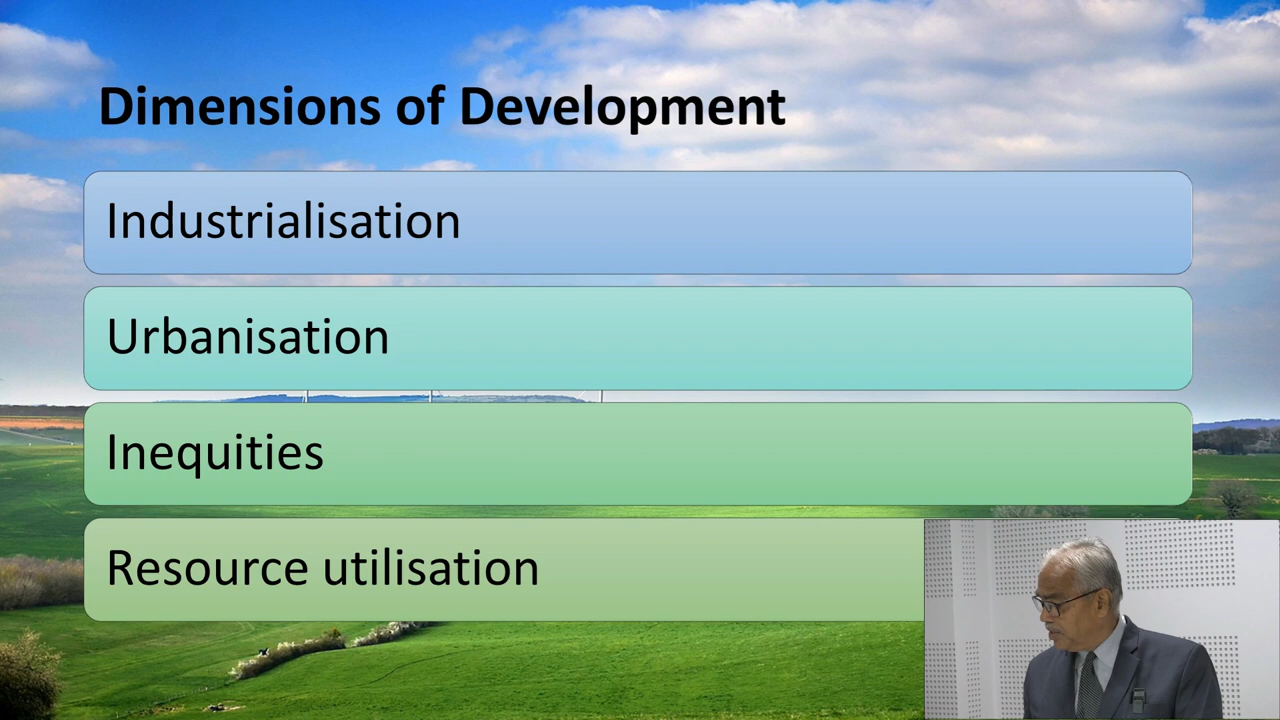 Dimensions of Development
Industrialisation
Urbanisation
Inequities
Resource utilisation